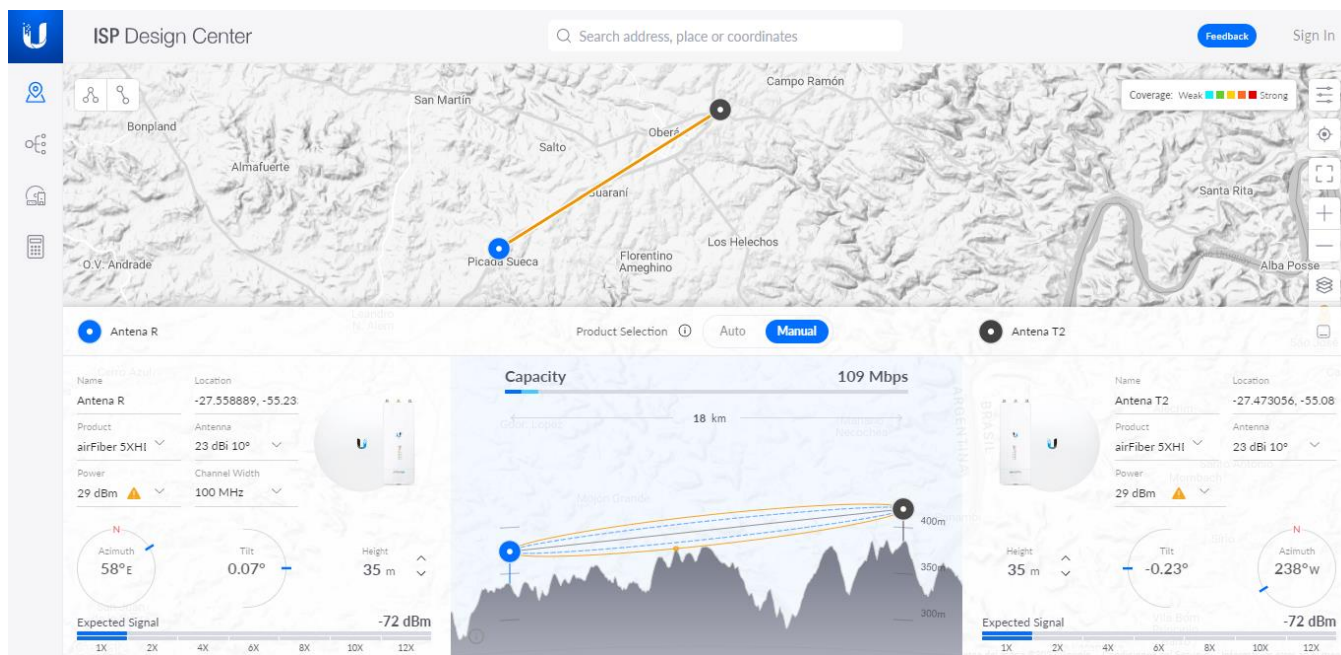 ISP Design Center
Search address, place or coordinates
Feedback
Sign In
Campo Ramón
San Martín
Coverage: Weak Strong
Bonpland
Oberá
Salto
Almafuerte
Guaraní
Santa Rita
Los Helechos
Picada Sueca
Florentino
Ameghino
O.V. Andrade
Alba Posse
Antena R
Product Selection
Auto
Manual
Antena T2
Name
Location
Antena R
-27.558889, -55.23
Product
Antenna
airFiber 5XHI
23 dBi 10°
Power
Channel Width
29 dBm
100 MHz
N
Azimuth
58°E
Tilt
0.07°
Height
35 m
Expected Signal
-72 dBm
1X 2X 4X 6X 8X 10X 12X
Capacity
109 Mbps
18 km
400m
350m
300m
Name
Location
Antena T2
-27.473056, -55.08
Product
Antenna
airFiber 5XHI
23 dBi 10°
Power
29 dBm
Height
35 m
Tilt
-0.23°
N
Azimuth
238°W
Expected Signal
-72 dBm
1X 2X 4X 6X 8X 10X 12X